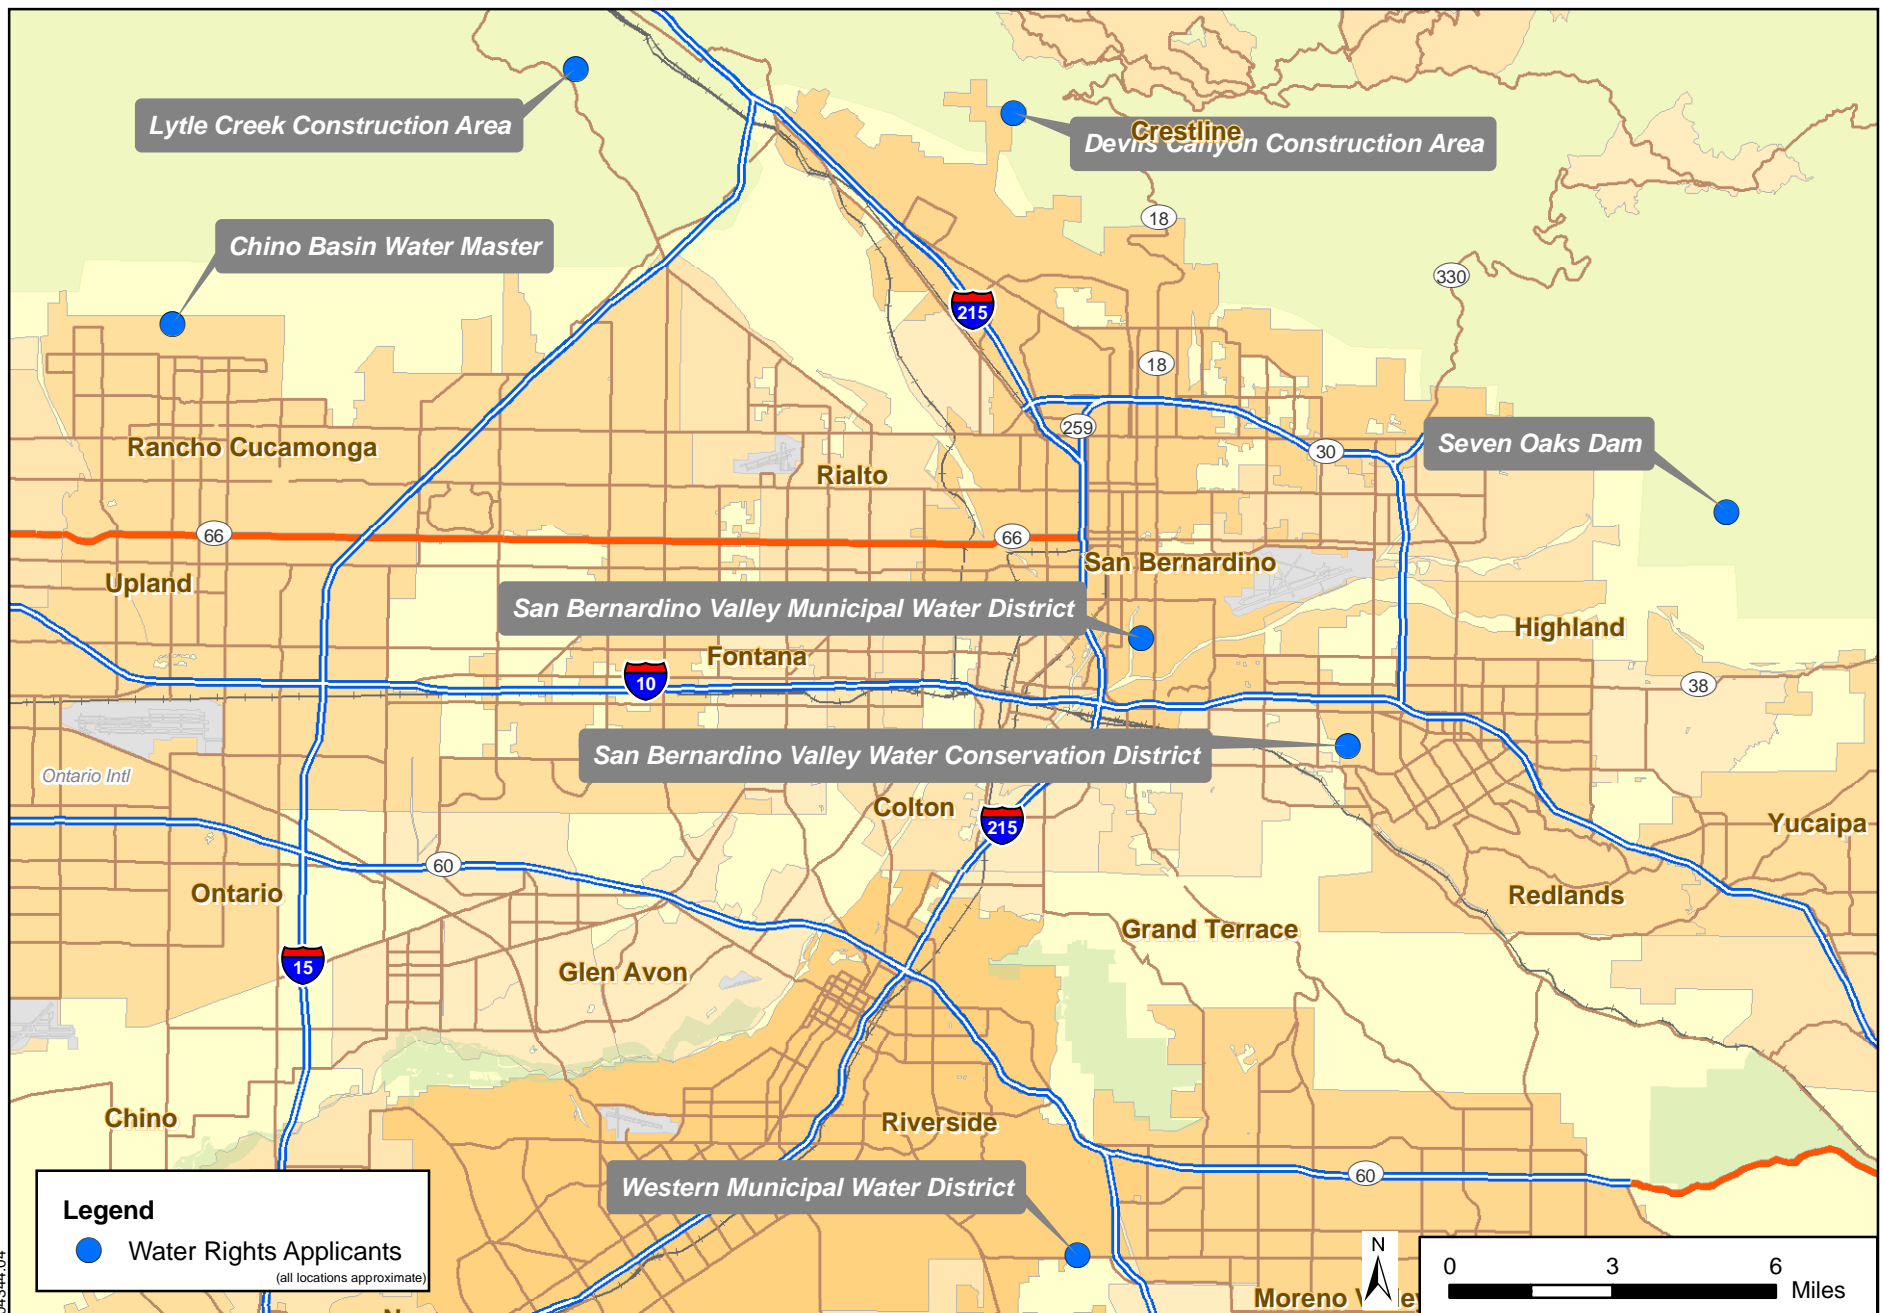 Lytle Creek Construction Area
Crestline
Devils Canyon Construction Area
18
Chino Basin Water Master
330
215
18
259
Rancho Cucamonga
30
Seven Oaks Dam
Rialto
66
66
San Bernardino
Upland
San Bernardino Valley Municipal Water District
Highland
Fontana
10
38
San Bernardino Valley Water Conservation District
Ontario Intl
Colton
215
Yucaipa
60
Ontario
Redlands
Grand Terrace
15
Glen Avon
Chino
Riverside
60
Western Municipal Water District
Legend
Water Rights Applicants
(all locations approximate)
N
0 3 6
Miles
Moreno